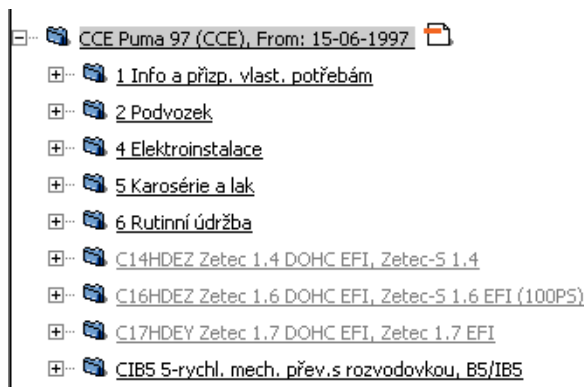 CCE Puma 97 (CCE), From: 15-06-1997
1 Info a přizp. vlast. potřebám
2 Podvozek
4 Elektroinstalace
5 Karosérie a lak
6 Rutinní údržba
C14HDEZ Zetec 1.4 DOHC EFI, Zetec-S 1.4
C16HDEZ Zetec 1.6 DOHC EFI, Zetec-S 1.6 EFI (100PS)
C17HDEY Zetec 1.7 DOHC EFI, Zetec 1.7 EFI
CIB5 5-rychl. mech. přev.s rozvodovkou, B5/IB5